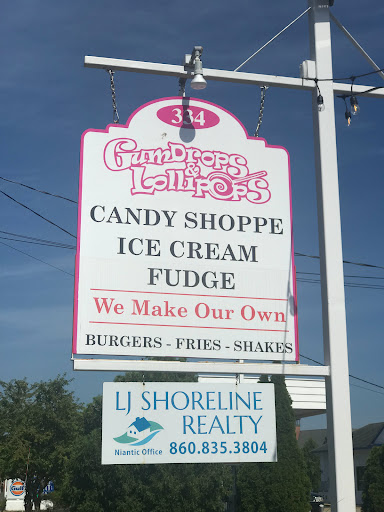 334
GUMDROPS
& LOLLIPOPS
CANDY SHOPPE
ICE CREAM
FUDGE
We Make Our Own
BURGERS - FRIES - SHAKES
LJ SHORELINE
REALTY
Niantic Office 860.835.3804
Gulf